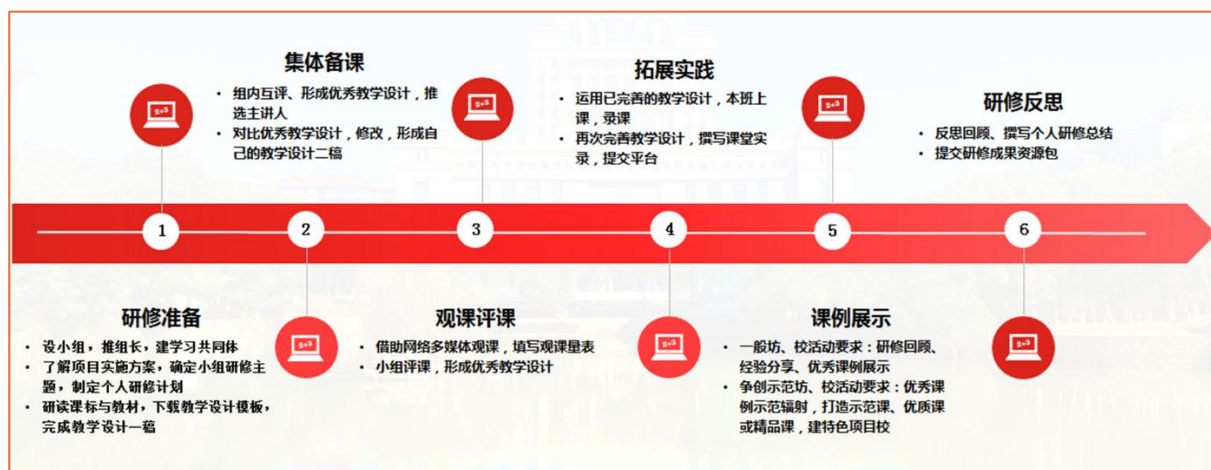 集体备课
• 组内互评、形成优秀教学设计，推
选主讲人
• 对比优秀教学设计，修改，形成自
己的教学设计二稿
拓展实践
• 运用已完善的教学设计，本班上
课，录课
• 再次完善教学设计，撰写课堂实
录，提交平台
研修反思
• 反思回顾、撰写个人研修总结
• 提交研修成果资源包
2+3
2+3
2+3
1
2
3
4
5
6
研修准备
• 设小组，推组长，建学习共同体
• 了解项目实施方案，确定小组研修主
题，制定个人研修计划
• 研读课标与教材，下载教学设计模板，
完成教学设计一稿
2+3
观课评课
• 借助网络多媒体观课，填写观课量表
• 小组评课，形成优秀教学设计
2+3
课例展示
• 一般坊、校活动要求：研修回顾、
经验分享、优秀课例展示
• 争创示范坊、校活动要求：优秀课
例示范辐射，打造示范课、优质课
或精品课，建特色项目校
2+3